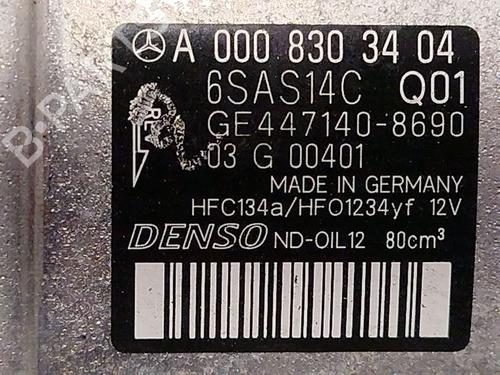 A 000 830 34 04
6SAS14C Q01
GE447140-8690
03 G 00401
MADE IN GERMANY
HFC134a/HFO1234yf 12V
DENSO ND-OIL12 80cm³
B-PARTS